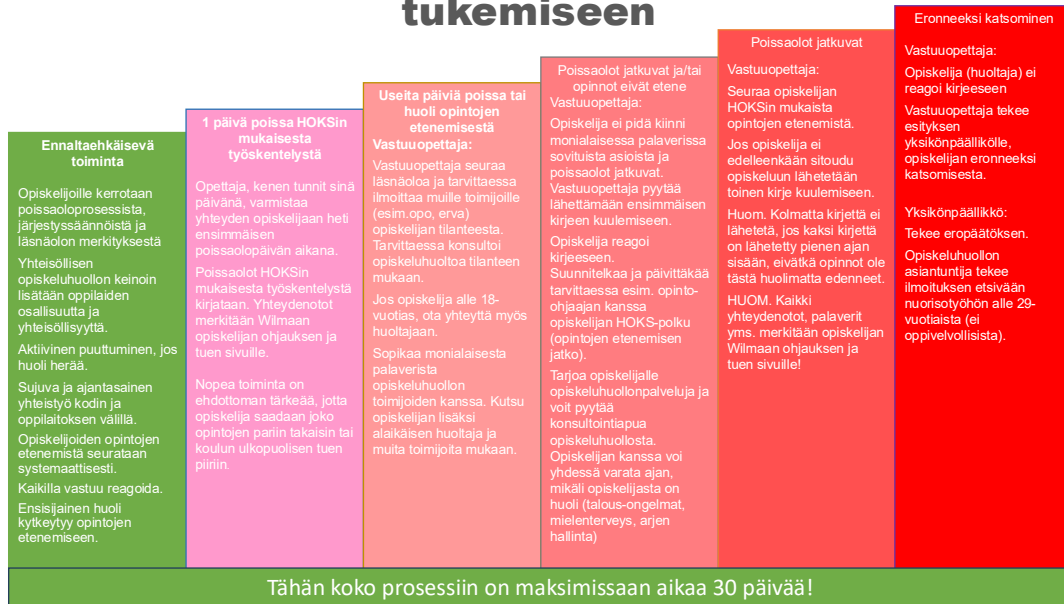 tukemiseen
Ennaltaehkäisevä
toiminta
Opiskelijoille kerrotaan
poissaoloprosessista,
järjestyssäännöistä ja
läsnäolon merkityksestä
Yhteisöllisen
opiskeluhuollon keinoin
lisätään oppilaiden
osallisuutta ja
yhteisöllisyyttä.
Aktiivinen puuttuminen, jos
huoli herää.
Sujuva ja ajantasainen
yhteistyö kodin ja
oppilaitoksen välillä.
Opiskelijoiden opintojen
etenemistä seurataan
systemaattisesti.
Kaikilla vastuu reagoida.
Ensisijainen huoli
kytkeytyy opintojen
etenemiseen.
1 päivä poissa HOKSin
mukaisesta
työskentelystä
Opettaja, kenen tunnit sinä
päivänä, varmistaa
yhteyden opiskelijaan heti
ensimmäisen
poissaolopäivän aikana.
Poissaolot HOKSin
mukaisesta työskentelystä
kirjataan. Yhteydenotot
merkitään Wilmaan
opiskelijan ohjauksen ja
tuen sivuille.
Nopea toiminta on
ehdottoman tärkeää, jotta
opiskelija saadaan joko
opintojen pariin takaisin tai
koulun ulkopuolisen tuen
piiriin.
Useita päiviä poissa tai
huoli opintojen
etenemisestä
Vastuuopettaja:
Vastuuopettaja seuraa
läsnäoloa ja tarvittaessa
ilmoittaa muille toimijoille
(esim.opo, erva)
opiskelijan tilanteesta.
Tarvittaessa konsultoi
opiskeluhuoltoa tilanteen
mukaan.
Jos opiskelija alle 18-
vuotias, ota yhteyttä myös
huoltajaan.
Sopikaa monialaisesta
palaverista
opiskeluhuollon
toimijoiden kanssa. Kutsu
opiskelijan lisäksi
alaikäisen huoltaja ja
muita toimijoita mukaan.
Poissaolot jatkuvat ja/tai
opinnot eivät etene
Vastuuopettaja:
Opiskelija ei pidä kiinni
monialaisessa palaverissa
sovituista asioista ja
poissaolot jatkuvat.
Vastuuopettaja pyytää
lähettämään ensimmäisen
kirjeen kuulemiseen.
Opiskelija reagoi
kirjeeseen.
Suunnitelkaa ja päivittäkää
tarvittaessa esim. opinto-
ohjaajan kanssa
opiskelijan HOKS-polku
(opintojen etenemisen
jatko).
Tarjoa opiskelijalle
opiskeluhuollonpalveluja ja
voit pyytää
konsultointiapua
opiskeluhuollosta.
Opiskelijan kanssa voi
yhdessä varata ajan,
mikäli opiskelijasta on
huoli (talous-ongelmat,
mielenterveys, arjen
hallinta)
Poissaolot jatkuvat
Vastuuopettaja:
Seuraa opiskelijan
HOKSin mukaista
opintojen etenemistä.
Jos opiskelija ei
edelleenkään sitoudu
opiskeluun lähetetään
toinen kirje kuulemiseen.
Huom. Kolmatta kirjettä ei
lähetetä, jos kaksi kirjettä
on lähetetty pienen ajan
sisään, eivätkä opinnot ole
tästä huolimatta edenneet.
HUOM. Kaikki
yhteydenotot, palaverit
yms. merkitään opiskelijan
Wilmaan ohjauksen ja
tuen sivuille!
Eronneeksi katsominen
Vastuuopettaja:
Opiskelija (huoltaja) ei
reagoi kirjeeseen
Vastuuopettaja tekee
esityksen
yksikönpäällikölle,
opiskelijan eronneeksi
katsomisesta.
Yksikönpäällikkö:
Tekee eropäätöksen.
Opiskeluhuollon
asiantuntija tekee
ilmoituksen etsivään
nuorisotyöhön alle 29-
vuotiaista (ei
oppivelvollisista).
Tähän koko prosessiin on maksimissaan aikaa 30 päivää!